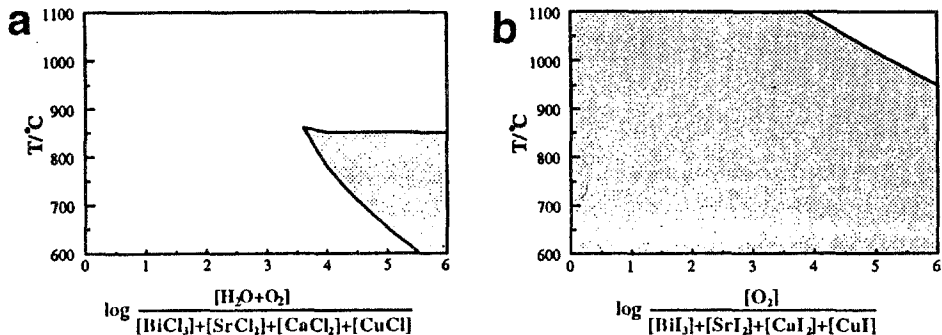 a
T/°C
1100
1000
900
800
700
600
0 1 2 3 4 5 6
log [H₂O+O₂] / [BiCl₃]+[SrCl₂]+[CaCl₂]+[CuCl]
b
T/°C
1100
1000
900
800
700
600
0 1 2 3 4 5 6
log [O₂] / [BiI₃]+[SrI₂]+[CaI₂]+[CuI]